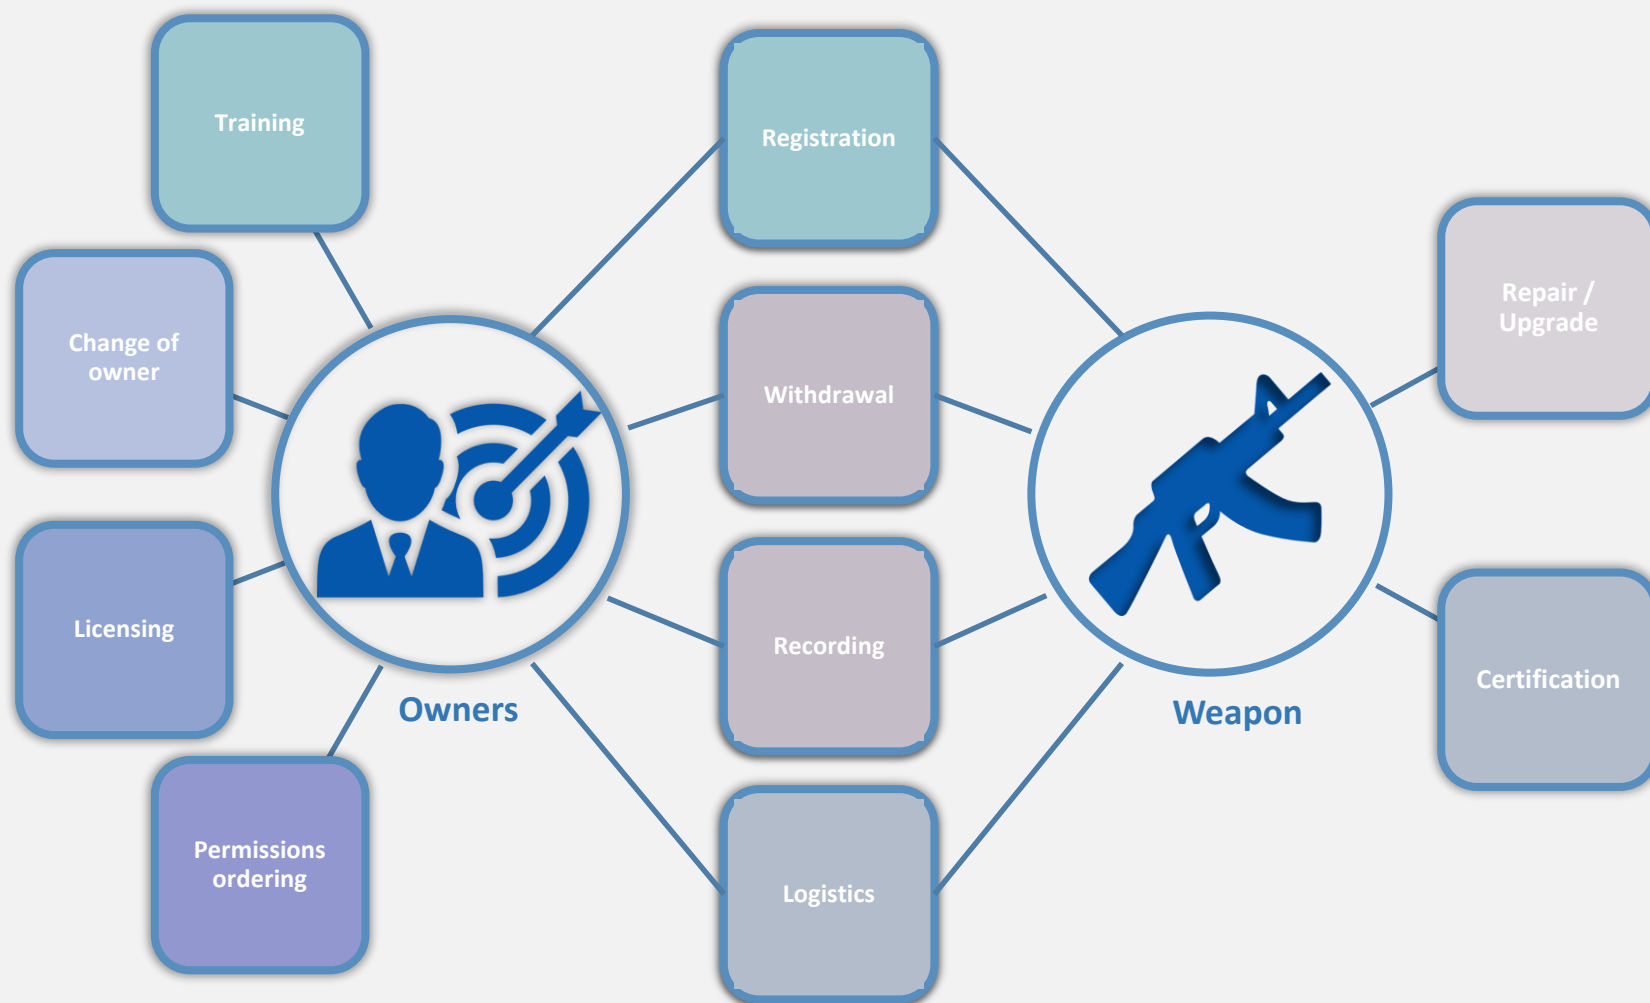 Training
Registration
Repair /
Upgrade
Change of
owner
Withdrawal
Licensing
Recording
Certification
Owners
Weapon
Permissions
ordering
Logistics